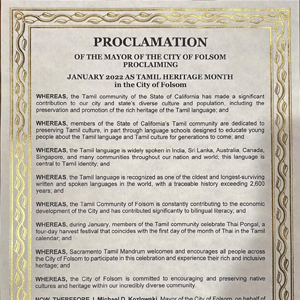 PROCLAMATION
OF THE MAYOR OF THE CITY OF FOLSOM
PROCLAIMING
JANUARY 2022 AS TAMIL HERITAGE MONTH
in the City of Folsom
WHEREAS, the Tamil community of the State of California has made a significant
contribution to our city and state's diverse culture and population, including the
preservation and promotion of the rich heritage of the Tamil language; and
WHEREAS, members of the State of California's Tamil community are dedicated to
preserving Tamil culture, in part through language schools designed to educate young
people about the Tamil language and Tamil culture for generations to come; and
WHEREAS, the Tamil language is widely spoken in India, Sri Lanka, Australia, Canada,
Singapore, and many communities throughout our nation and world; this language is
central to Tamil identity; and
WHEREAS, the Tamil language is recognized as one of the oldest and longest-surviving
written and spoken languages in the world, with a traceable history exceeding 2,600
years; and
WHEREAS, the Tamil Community of Folsom is constantly contributing to the economic
development of the City and has contributed significantly to bilingual literacy; and
WHEREAS, during January, members of the Tamil community celebrate Thai Pongal, a
four-day harvest festival that coincides with the first day of the month of Thai in the Tamil
calendar; and
WHEREAS, Sacramento Tamil Mandrum welcomes and encourages all people across
the City of Folsom to participate in this celebration and experience their rich and inclusive
heritage; and
WHEREAS, the City of Folsom is committed to encouraging and preserving native
cultures and heritage within our incredibly diverse community.
NOW, THEREFORE, I, Michael D. Kozlowski, Mayor of the City of Folsom, on behalf of